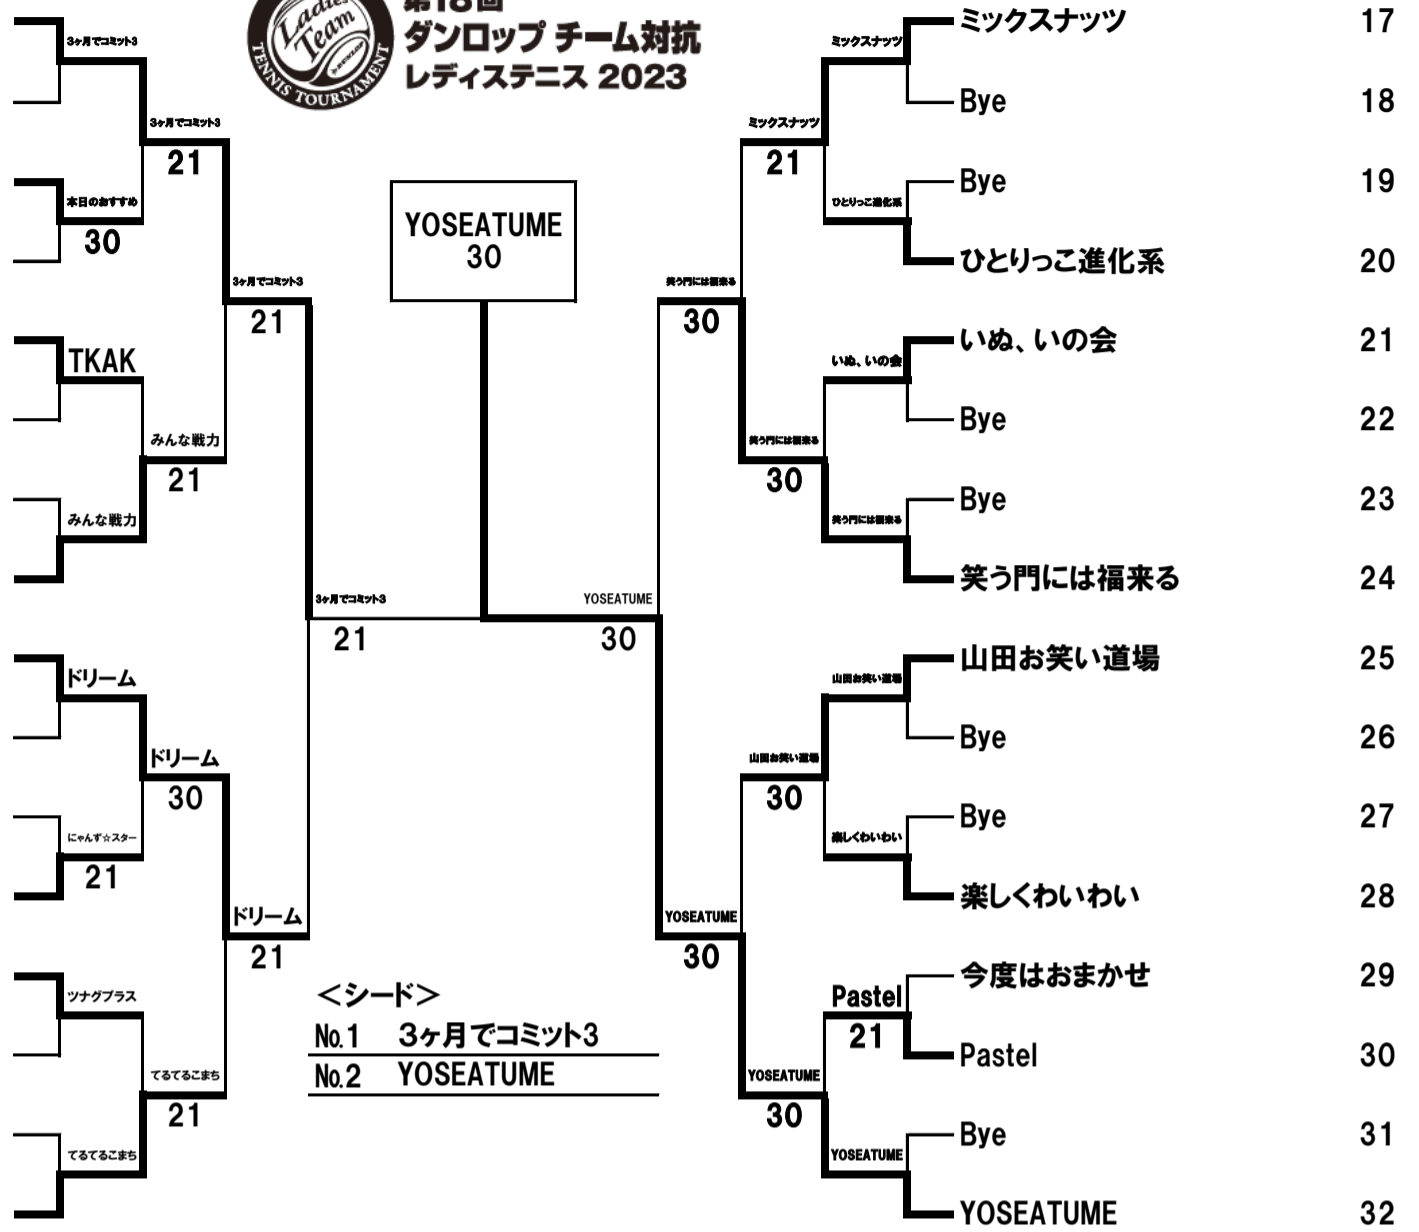 Ladies
Team
DUNLOP
TENNIS TOURNAMENT
第18回
ダンロップ チーム対抗
レディステニス 2023
3ヶ月でコミット3
3ヶ月でコミット3
21
本日のおすすめ
30
3ヶ月でコミット3
21
TKAK
みんな戦力
21
みんな戦力
3ヶ月でコミット3
21
ドリーム
ドリーム
30
にゃんず☆スター
21
ドリーム
21
ツナグプラス
てるてるこまち
21
てるてるこまち
YOSEATUME
30
<シード>
No.1 3ヶ月でコミット3
No.2 YOSEATUME
YOSEATUME
30
笑う門には福来る
30
YOSEATUME
30
ミックスナッツ
21
笑う門には福来る
30
山田お笑い道場
30
YOSEATUME
30
ミックスナッツ
ひとりっこ進化系
いぬ、いの会
笑う門には福来る
山田お笑い道場
楽しくわいわい
Pastel
21
YOSEATUME
ミックスナッツ 17
Bye 18
Bye 19
ひとりっこ進化系 20
いぬ、いの会 21
Bye 22
Bye 23
笑う門には福来る 24
山田お笑い道場 25
Bye 26
Bye 27
楽しくわいわい 28
今度はおまかせ 29
Pastel 30
Bye 31
YOSEATUME 32